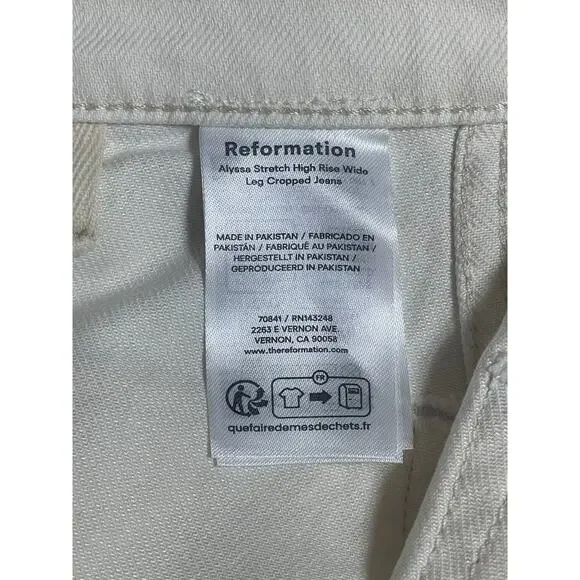 Reformation
Alyssa Stretch High Rise Wide
Leg Cropped Jeans
MADE IN PAKISTAN / FABRICADO EN
PAKISTÁN / FABRIQUÉ AU PAKISTAN /
HERGESTELLT IN PAKISTAN /
GEPRODUCEERD IN PAKISTAN
70841 / RN143248
2263 E VERNON AVE,
VERNON, CA 90058
www.thereformation.com
FR
quefairedemesdechets.fr